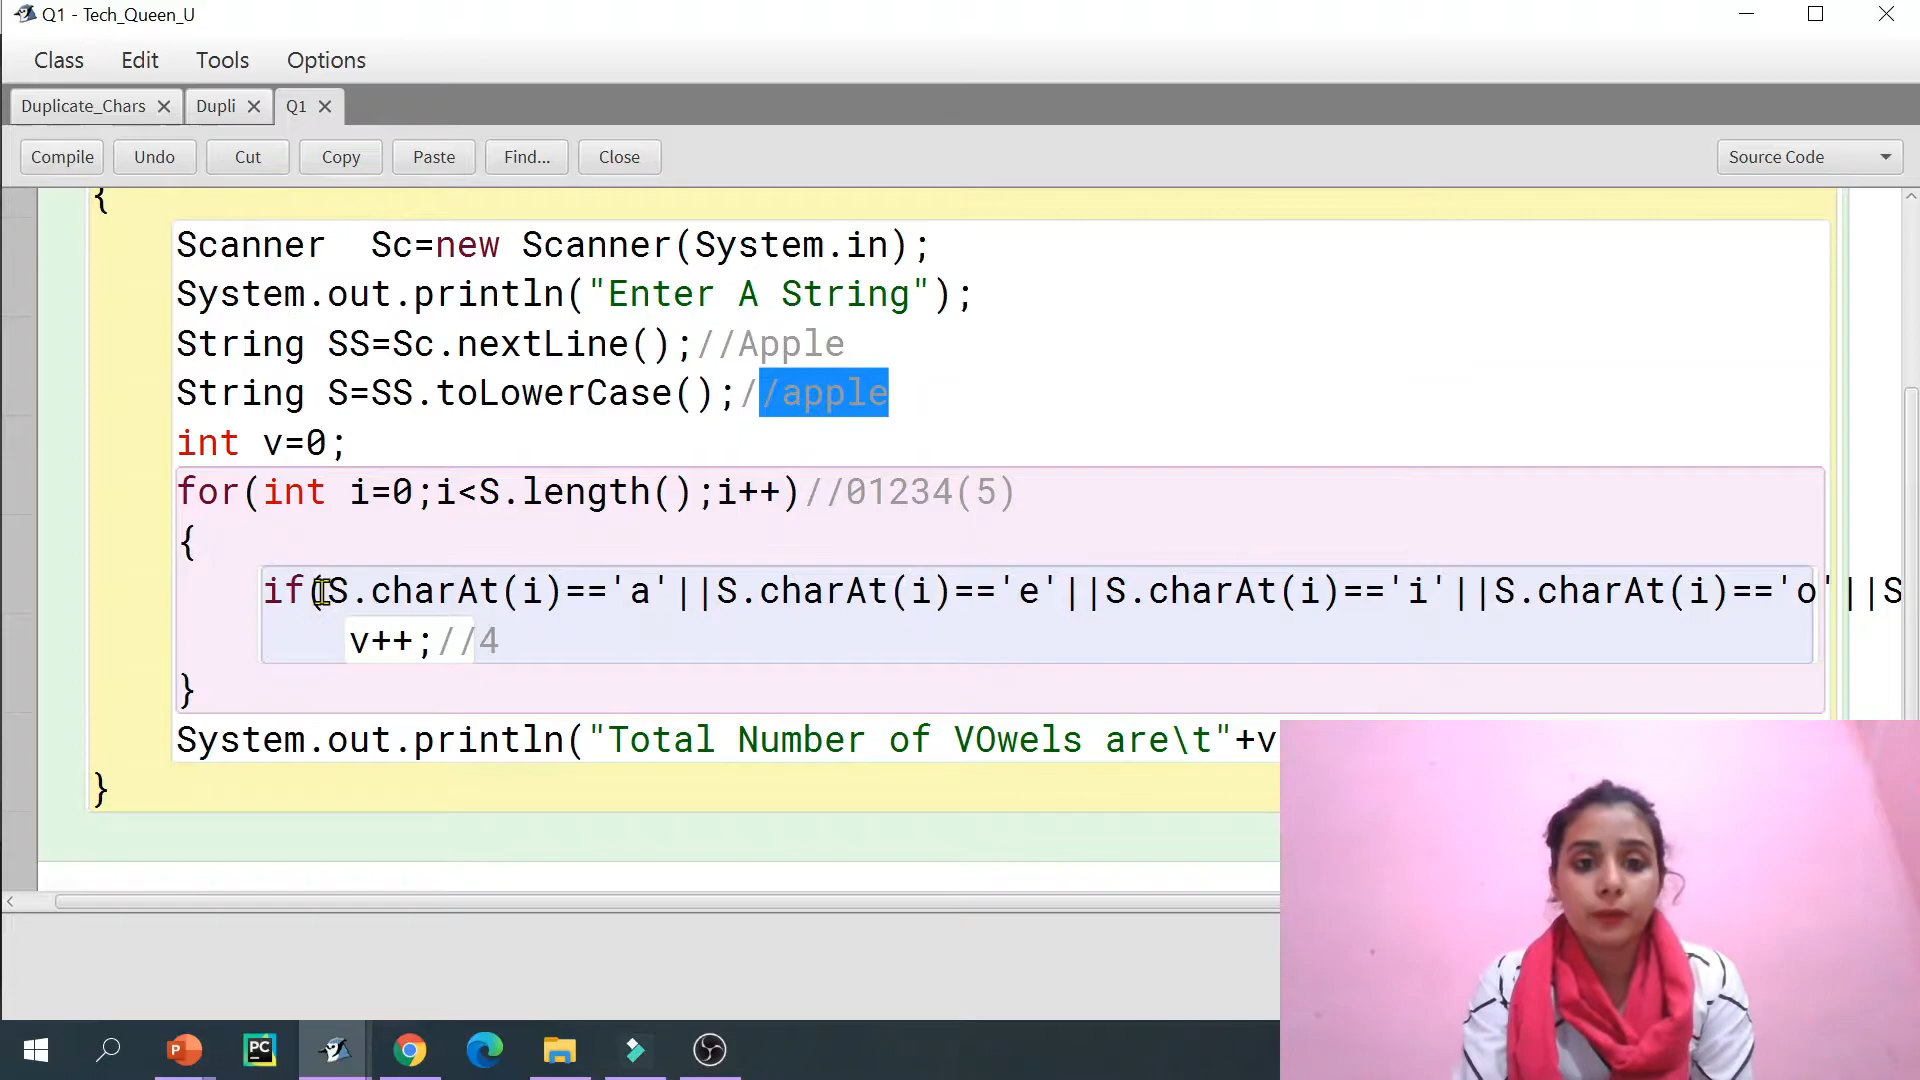 Q1 - Tech_Queen_U
Class Edit Tools Options
Duplicate_Chars Dupli Q1
Compile Undo Cut Copy Paste Find... Close Source Code
{
Scanner  Sc=new Scanner(System.in);
System.out.println("Enter A String");
String SS=Sc.nextLine();//Apple
String S=SS.toLowerCase();//apple
int v=0;
for(int i=0;i<S.length();i++)//01234(5)
{
if(S.charAt(i)=='a'||S.charAt(i)=='e'||S.charAt(i)=='i'||S.charAt(i)=='o'||S
v++;//4
}
System.out.println("Total Number of VOwels are\t"+v
}
P PC